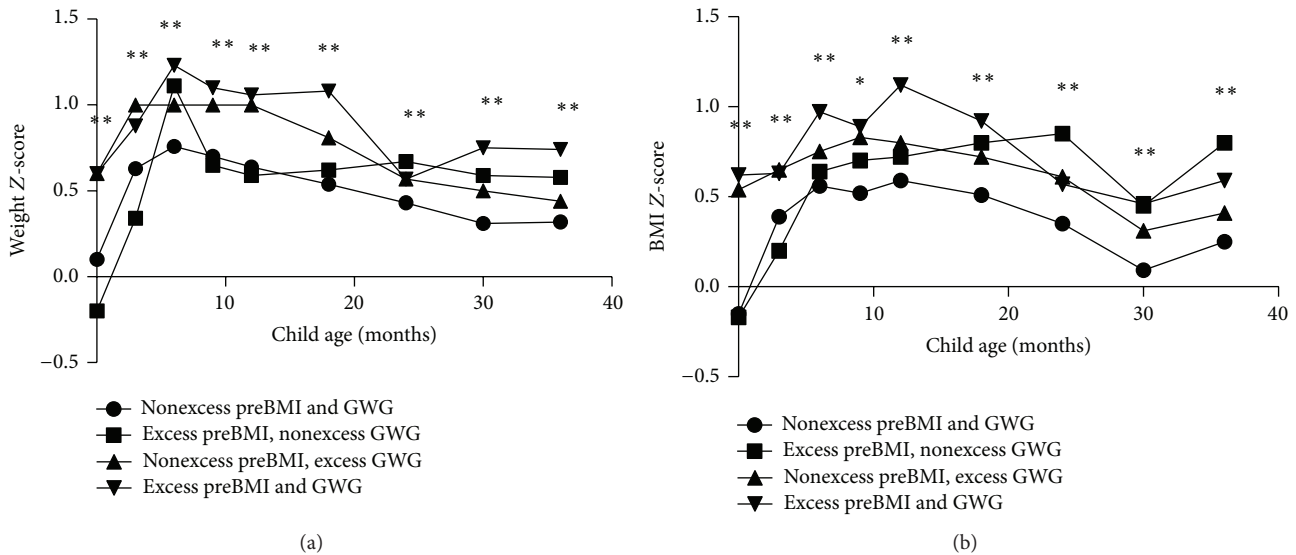 1.5
1.0
0.5
0.0
−0.5
Weight Z-score
** ** ** ** ** ** ** ** **
10 20 30 40
Child age (months)
Nonexcess preBMI and GWG
Excess preBMI, nonexcess GWG
Nonexcess preBMI, excess GWG
Excess preBMI and GWG
(a)
1.5
1.0
0.5
0.0
−0.5
BMI Z-score
** ** ** * ** ** ** ** **
10 20 30 40
Child age (months)
Nonexcess preBMI and GWG
Excess preBMI, nonexcess GWG
Nonexcess preBMI, excess GWG
Excess preBMI and GWG
(b)